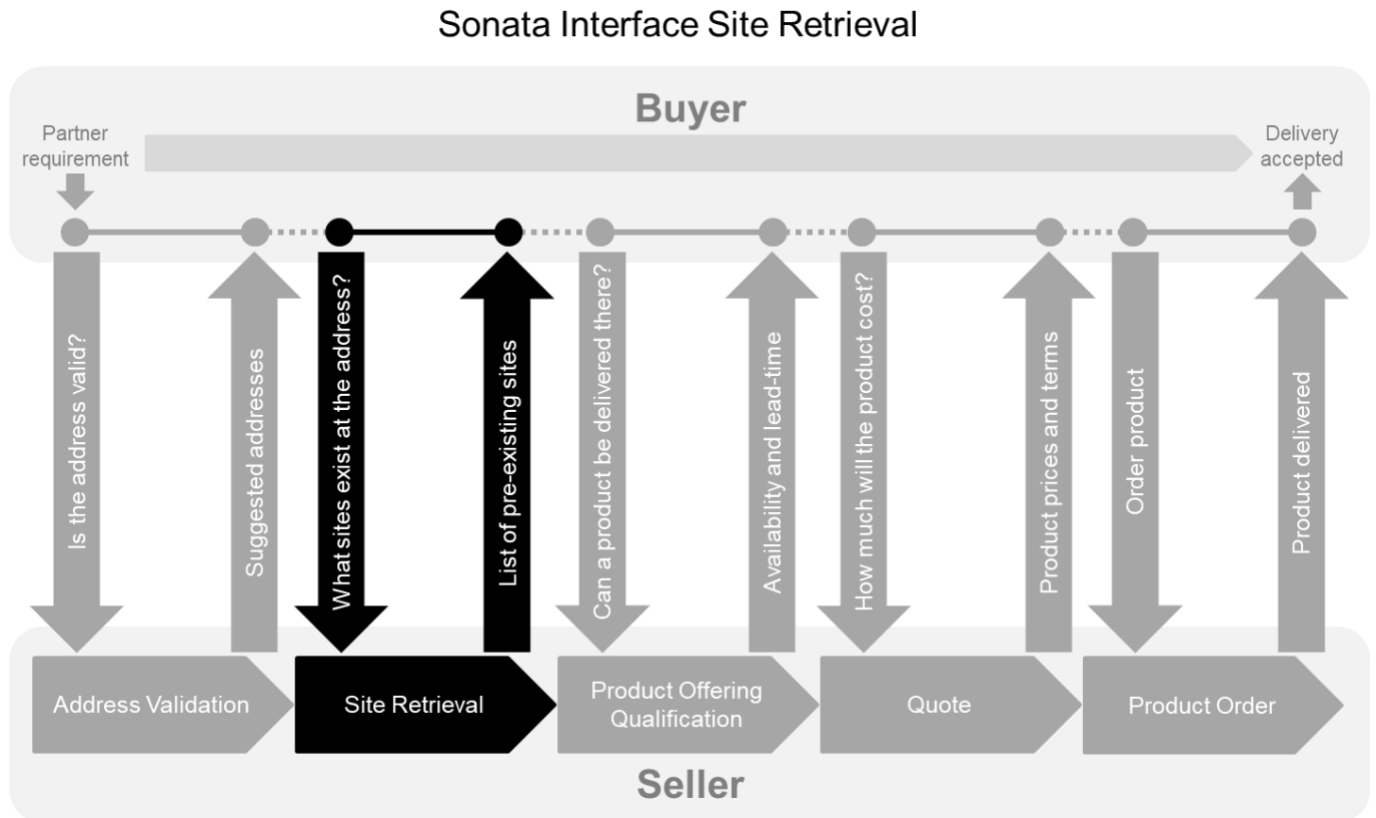 Sonata Interface Site Retrieval
Buyer
Partner
requirement
Delivery
accepted
Is the address valid?
Suggested addresses
What sites exist at the address?
List of pre-existing sites
Can a product be delivered there?
Availability and lead-time
How much will the product cost?
Product prices and terms
Order product
Product delivered
Address Validation
Site Retrieval
Product Offering
Qualification
Quote
Product Order
Seller